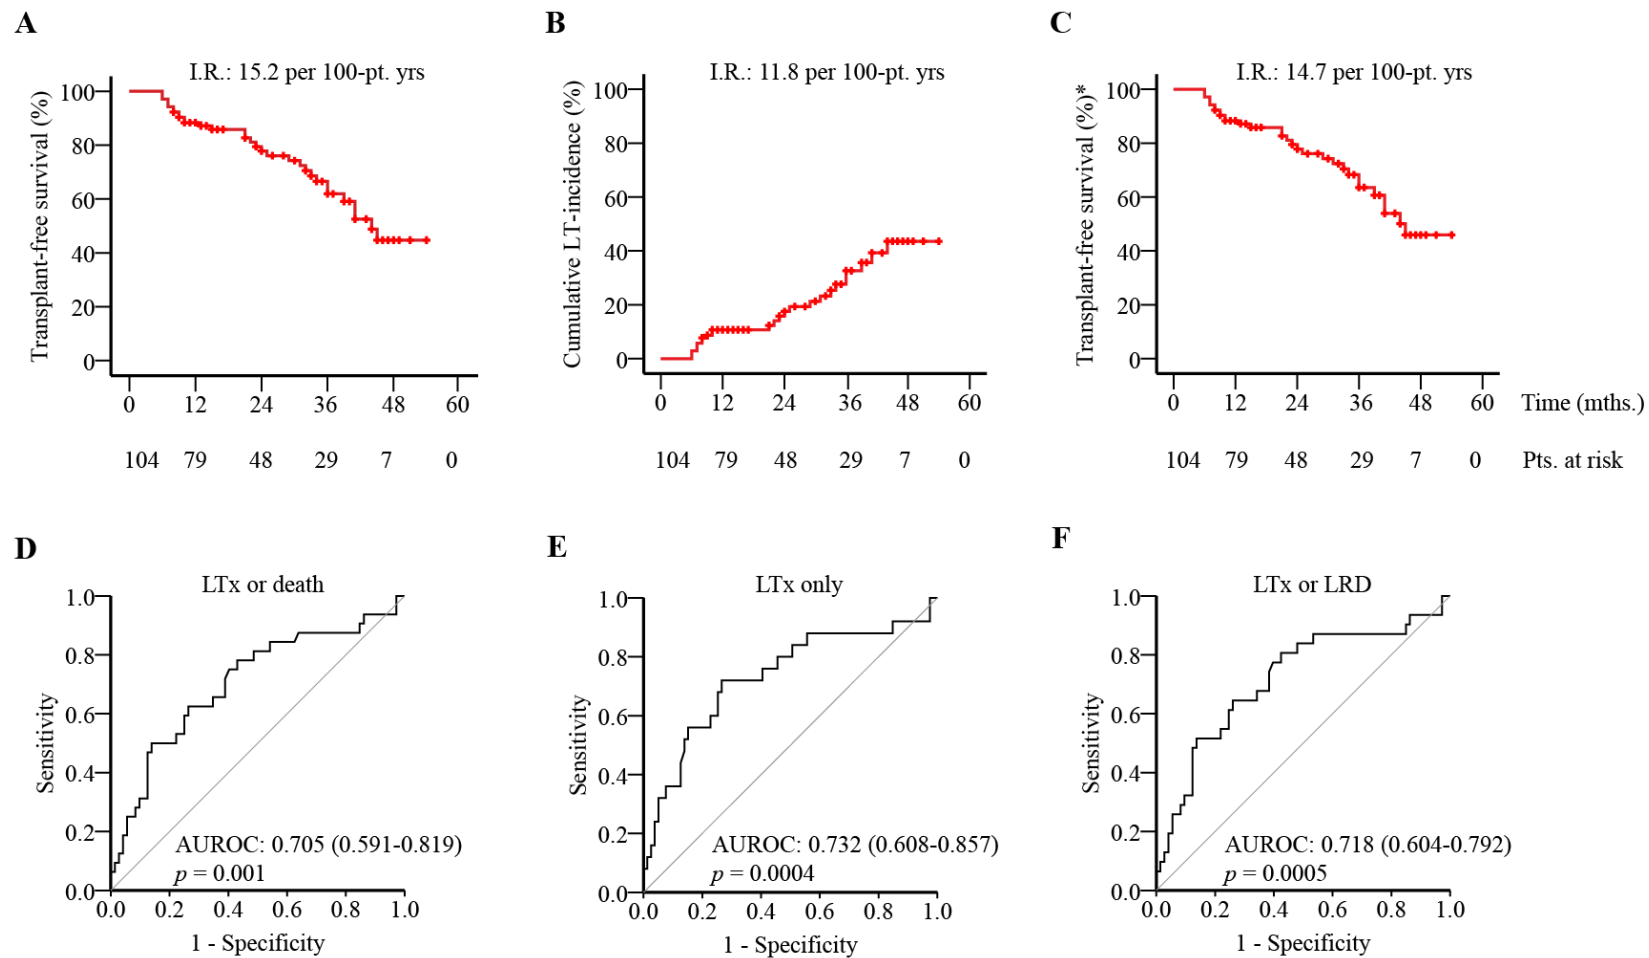 A
I.R.: 15.2 per 100-pt. yrs
Transplant-free survival (%)
100
80
60
40
20
0
0 12 24 36 48 60
104 79 48 29 7 0
B
I.R.: 11.8 per 100-pt. yrs
Cumulative LT-incidence (%)
100
80
60
40
20
0
0 12 24 36 48 60
104 79 48 29 7 0
C
I.R.: 14.7 per 100-pt. yrs
Transplant-free survival (%)*
100
80
60
40
20
0
0 12 24 36 48 60 Time (mths.)
104 79 48 29 7 0 Pts. at risk
D
LTx or death
Sensitivity
1.0
0.8
0.6
0.4
0.2
0.0
AUROC: 0.705 (0.591-0.819)
p = 0.001
0.0 0.2 0.4 0.6 0.8 1.0
1 - Specificity
E
LTx only
Sensitivity
1.0
0.8
0.6
0.4
0.2
0.0
AUROC: 0.732 (0.608-0.857)
p = 0.0004
0.0 0.2 0.4 0.6 0.8 1.0
1 - Specificity
F
LTx or LRD
Sensitivity
1.0
0.8
0.6
0.4
0.2
0.0
AUROC: 0.718 (0.604-0.792)
p = 0.0005
0.0 0.2 0.4 0.6 0.8 1.0
1 - Specificity